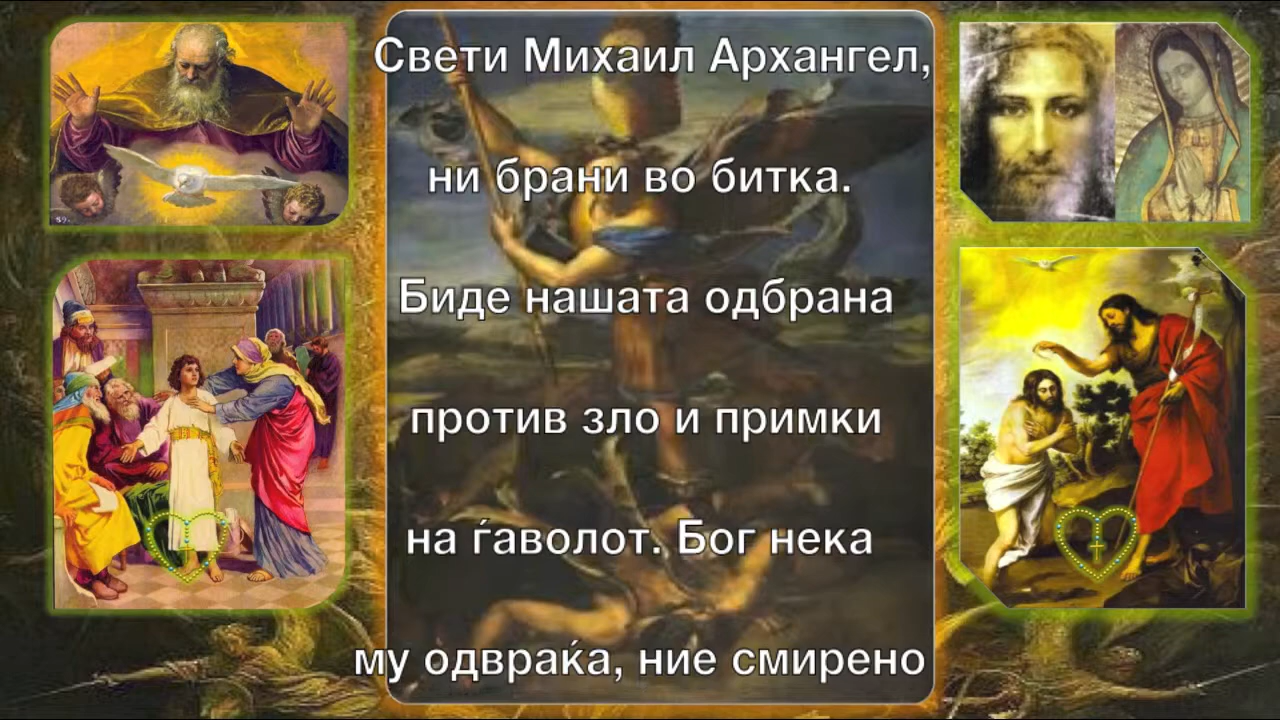 Свети Михаил Архангел,
ни брани во битка.
Биде нашата одбрана
против зло и примки
на ѓаволот. Бог нека
му одвраќа, ние смирено